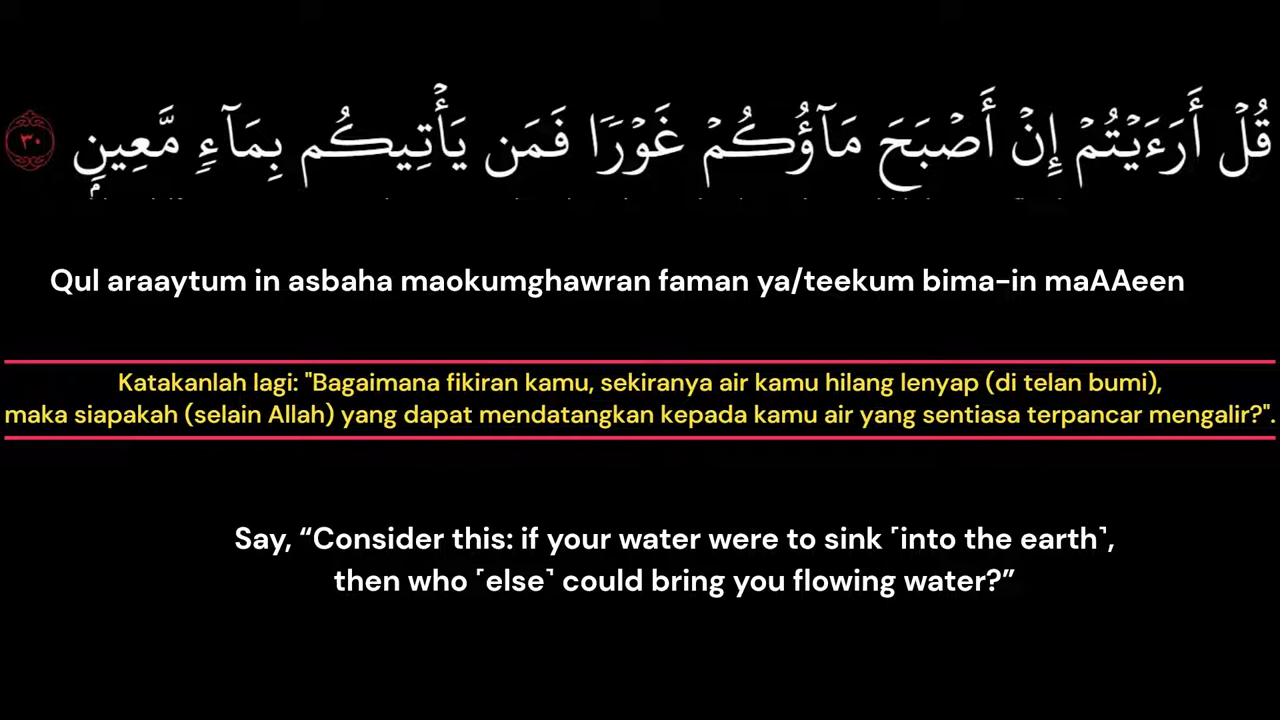 قُلۡ أَرَءَيۡتُمۡ إِنۡ أَصۡبَحَ مَآؤُكُمۡ غَوۡرٗا فَمَن يَأۡتِيكُم بِمَآءٖ مَّعِينِۭ ٣٠
Qul araaytum in asbaha maokumghawran faman ya/teekum bima-in maAAeen
Katakanlah lagi: "Bagaimana fikiran kamu, sekiranya air kamu hilang lenyap (di telan bumi),
maka siapakah (selain Allah) yang dapat mendatangkan kepada kamu air yang sentiasa terpancar mengalir?".
Say, “Consider this: if your water were to sink ˹into the earth˺,
then who ˹else˺ could bring you flowing water?”